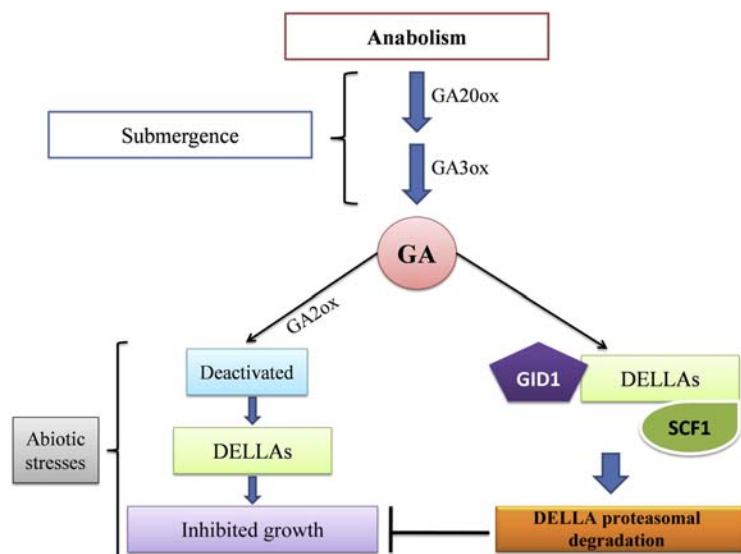 Anabolism
GA20ox
Submergence
GA3ox
GA
GA2ox
Deactivated
GID1
DELLAs
SCF1
Abiotic
stresses
DELLAs
Inhibited growth
DELLA proteasomal
degradation